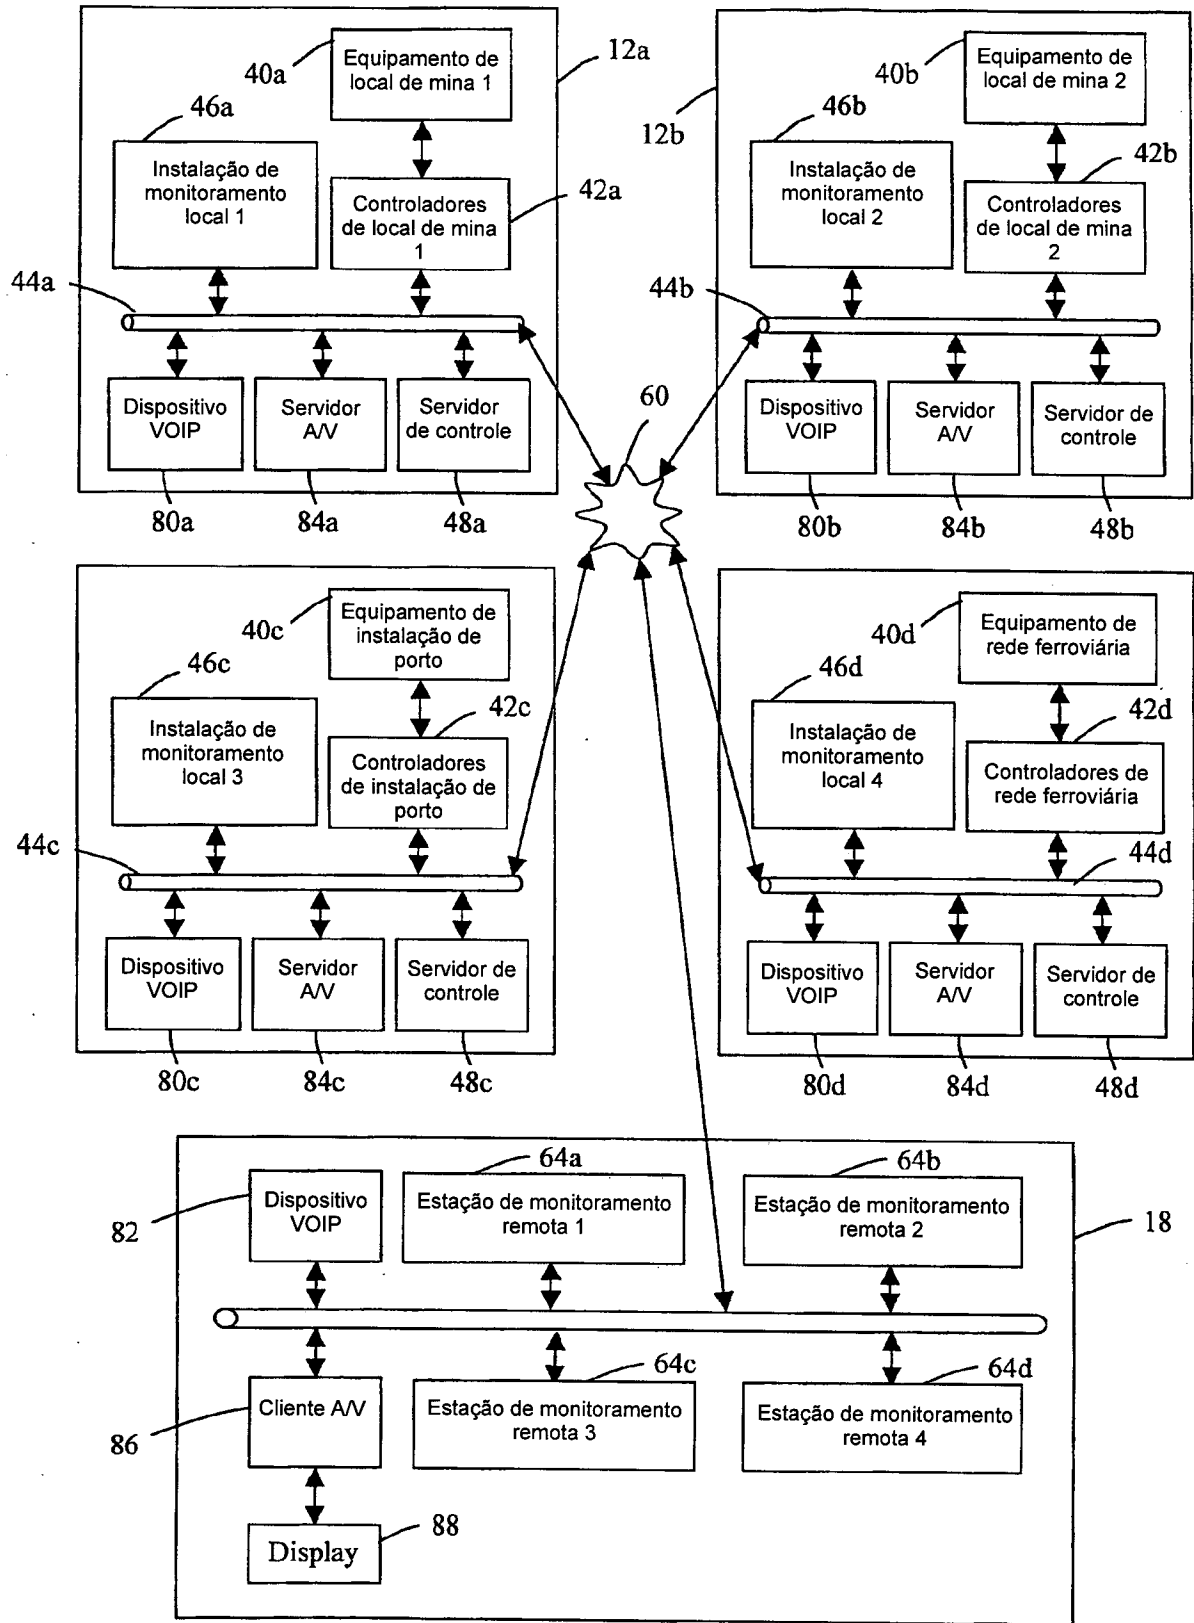 12a
40a
Equipamento de
local de mina 1
46a
Instalação de
monitoramento
local 1
42a
Controladores
de local de mina
1
44a
Dispositivo
VOIP
Servidor
A/V
Servidor
de controle
80a
84a
48a
12b
40b
Equipamento de
local de mina 2
46b
Instalação de
monitoramento
local 2
42b
Controladores
de local de mina
2
44b
Dispositivo
VOIP
Servidor
A/V
Servidor de
controle
80b
84b
48b
60
40c
Equipamento de
instalação de
porto
46c
Instalação de
monitoramento
local 3
42c
Controladores
de instalação de
porto
44c
Dispositivo
VOIP
Servidor
A/V
Servidor de
controle
80c
84c
48c
40d
Equipamento de
rede ferroviária
46d
Instalação de
monitoramento
local 4
42d
Controladores de
rede ferroviária
44d
Dispositivo
VOIP
Servidor
A/V
Servidor de
controle
80d
84d
48d
18
82
Dispositivo
VOIP
64a
Estação de monitoramento
remota 1
64b
Estação de monitoramento
remota 2
86
Cliente A/V
64c
Estação de monitoramento
remota 3
64d
Estação de monitoramento
remota 4
88
Display